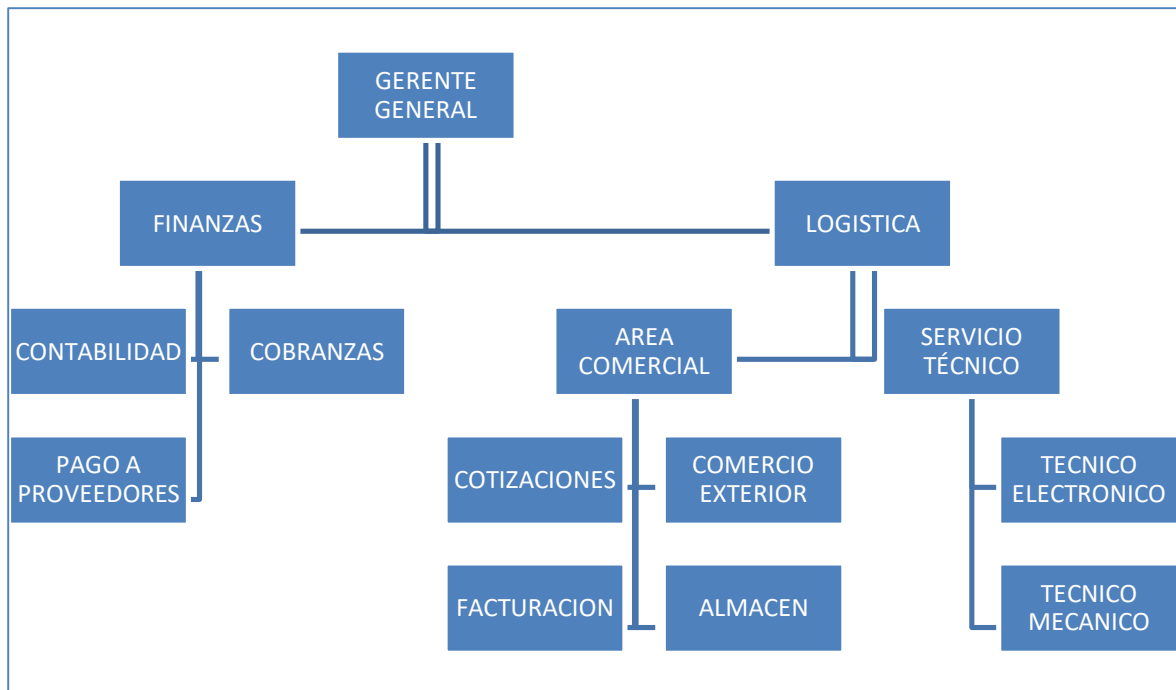 GERENTE
GENERAL
FINANZAS
LOGISTICA
CONTABILIDAD
COBRANZAS
AREA
COMERCIAL
SERVICIO
TÉCNICO
PAGO A
PROVEEDORES
COTIZACIONES
COMERCIO
EXTERIOR
TECNICO
ELECTRONICO
FACTURACION
ALMACEN
TECNICO
MECANICO